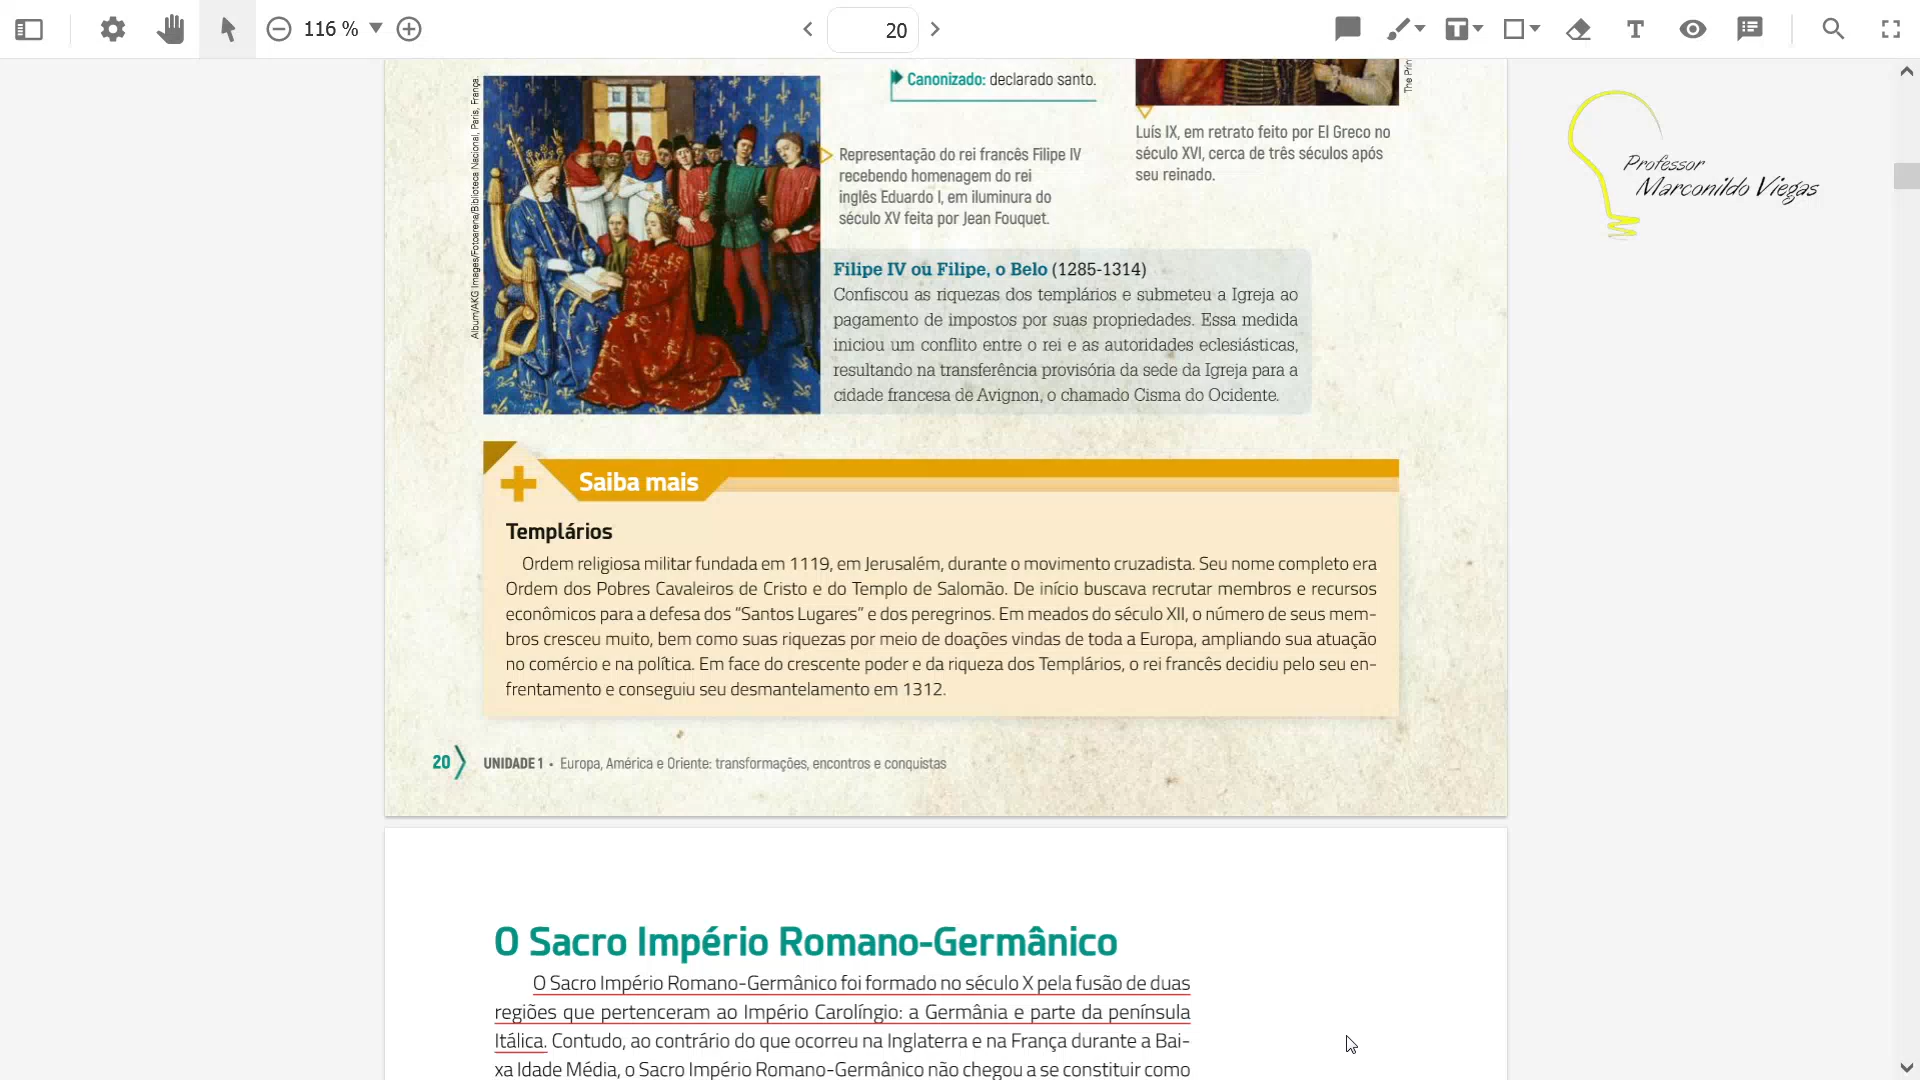 116 %
20
Canonizado: declarado santo.
Album/AKG Images/Fotoarena/Biblioteca Nacional, Paris, França.
The Prin
Luís IX, em retrato feito por El Greco no
século XVI, cerca de três séculos após
seu reinado.
Professor
Marconildo Viegas
Representação do rei francês Filipe IV
recebendo homenagem do rei
inglês Eduardo I, em iluminura do
século XV feita por Jean Fouquet.
Filipe IV ou Filipe, o Belo (1285-1314)
Confiscou as riquezas dos templários e submeteu a Igreja ao
pagamento de impostos por suas propriedades. Essa medida
iniciou um conflito entre o rei e as autoridades eclesiásticas,
resultando na transferência provisória da sede da Igreja para a
cidade francesa de Avignon, o chamado Cisma do Ocidente.
Saiba mais
Templários
Ordem religiosa militar fundada em 1119, em Jerusalém, durante o movimento cruzadista. Seu nome completo era
Ordem dos Pobres Cavaleiros de Cristo e do Templo de Salomão. De início buscava recrutar membros e recursos
econômicos para a defesa dos “Santos Lugares” e dos peregrinos. Em meados do século XII, o número de seus mem-
bros cresceu muito, bem como suas riquezas por meio de doações vindas de toda a Europa, ampliando sua atuação
no comércio e na política. Em face do crescente poder e da riqueza dos Templários, o rei francês decidiu pelo seu en-
frentamento e conseguiu seu desmantelamento em 1312.
20 UNIDADE 1 • Europa, América e Oriente: transformações, encontros e conquistas
O Sacro Império Romano-Germânico
O Sacro Império Romano-Germânico foi formado no século X pela fusão de duas
regiões que pertenceram ao Império Carolíngio: a Germânia e parte da península
Itálica. Contudo, ao contrário do que ocorreu na Inglaterra e na França durante a Bai-
xa Idade Média, o Sacro Império Romano-Germânico não chegou a se constituir como